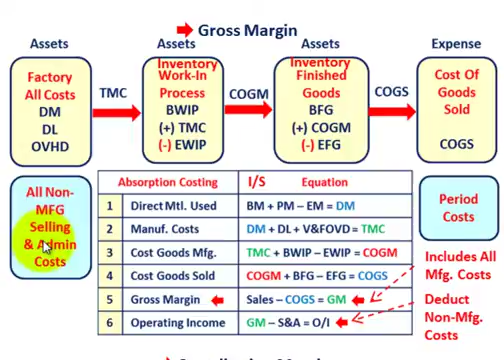 Gross Margin
Assets
Assets
Assets
Expense
Factory
All Costs
DM
DL
OVHD
TMC
Inventory
Work-In
Process
BWIP
(+) TMC
(-) EWIP
COGM
Inventory
Finished
Goods
BFG
(+) COGM
(-) EFG
COGS
Cost Of
Goods
Sold
COGS
All Non-
MFG
Selling
& Admin
Costs
Absorption Costing I/S Equation
1 Direct Mtl. Used BM + PM – EM = DM
2 Manuf. Costs DM + DL + V&FOVD = TMC
3 Cost Goods Mfg. TMC + BWIP – EWIP = COGM
4 Cost Goods Sold COGM + BFG – EFG = COGS
5 Gross Margin Sales – COGS = GM
6 Operating Income GM – S&A = O/I
Period
Costs
Includes All
Mfg. Costs
Deduct
Non-Mfg.
Costs